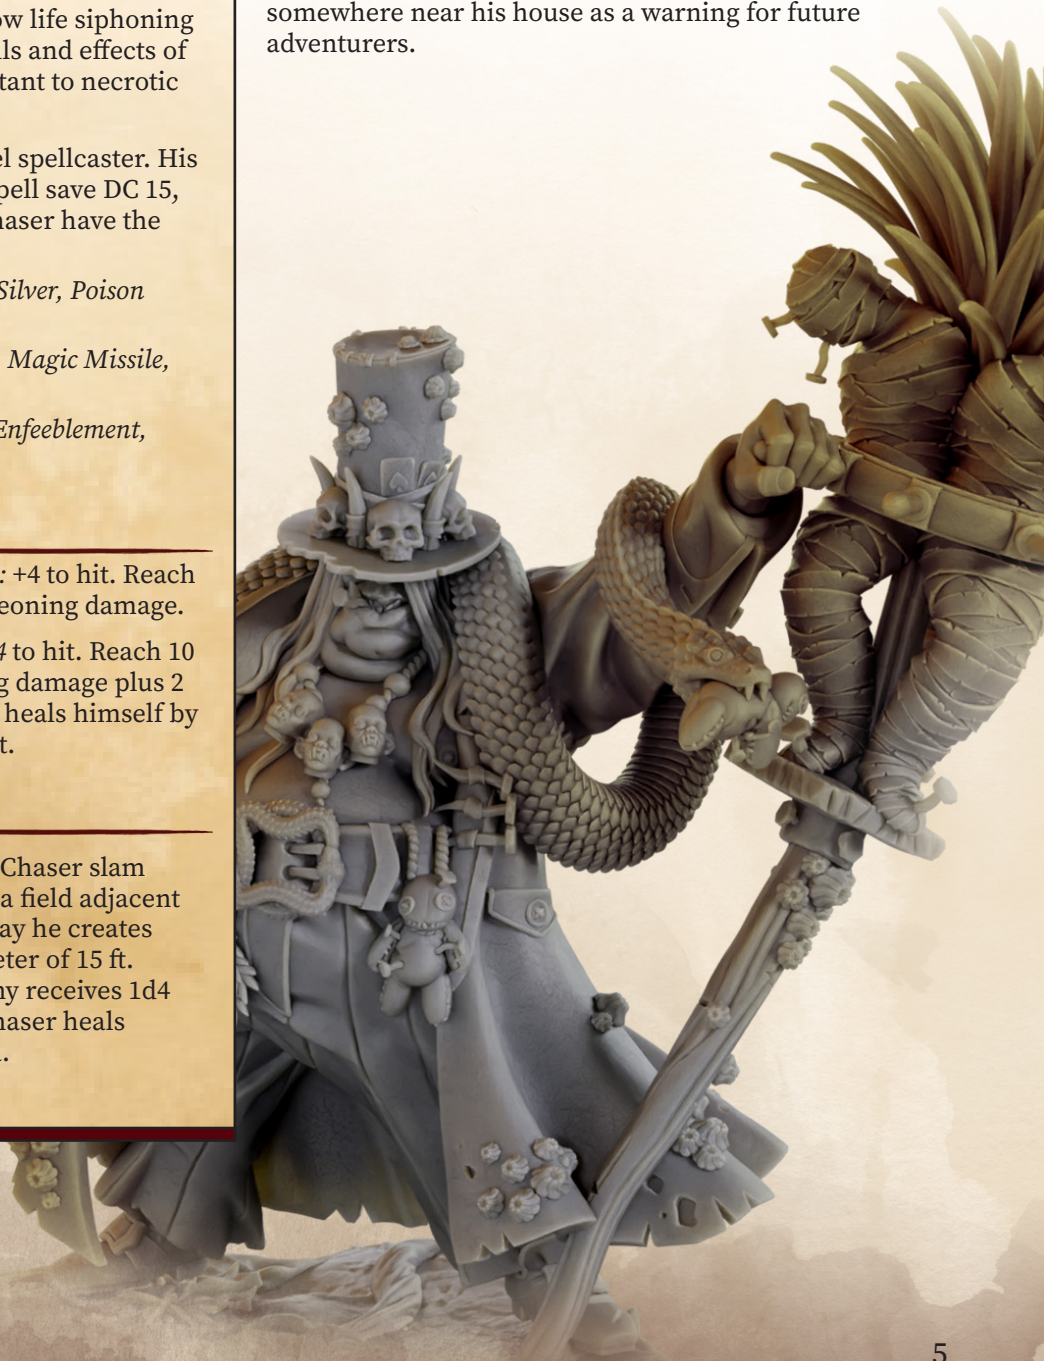 ow life siphoning
ls and effects of
tant to necrotic
el spellcaster. His
pell save DC 15,
haser have the
Silver, Poison
Magic Missile,
Enfeeblement,
: +4 to hit. Reach
eoning damage.
4 to hit. Reach 10
g damage plus 2
heals himself by
t.
Chaser slam
a field adjacent
ay he creates
eter of 15 ft.
ny receives 1d4
haser heals
somewhere near his house as a warning for future
adventurers.
5